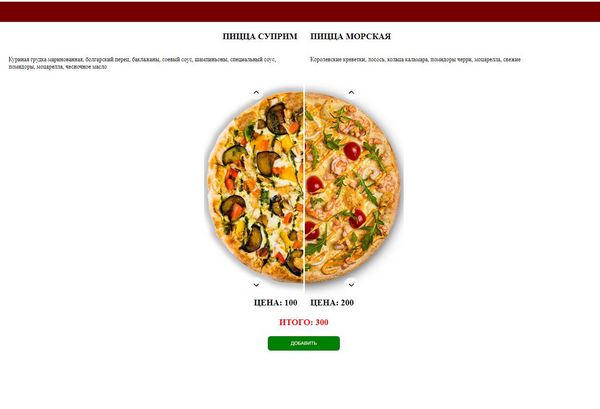 ПИЦЦА СУПРИМ
ПИЦЦА МОРСКАЯ
Куриная грудка маринованная, болгарский перец, баклажаны, соевый соус, шампиньоны, специальный соус,
помидоры, моцарелла, чесночное масло
Королевские креветки, лосось, кольца кальмара, помидоры черри, моцарелла, свежие
ЦЕНА: 100
ЦЕНА: 200
ИТОГО: 300
ДОБАВИТЬ